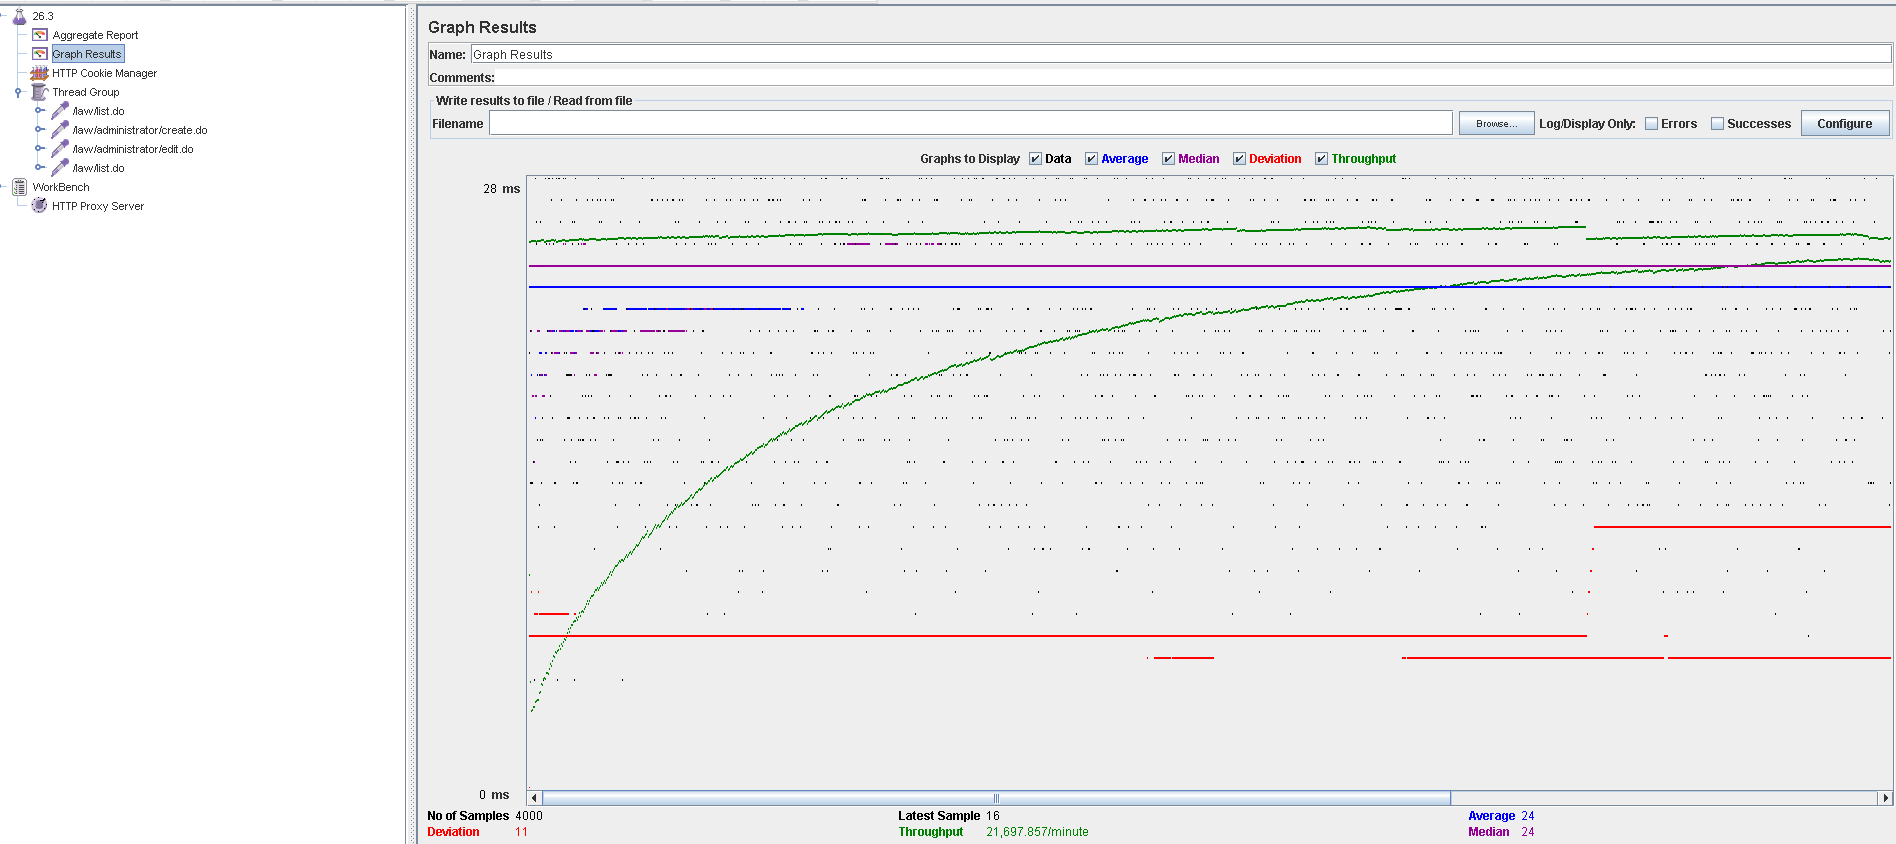 26.3
Aggregate Report
Graph Results
HTTP Cookie Manager
Thread Group
/law/list.do
/law/administrator/create.do
/law/administrator/edit.do
/law/list.do
WorkBench
HTTP Proxy Server
Graph Results
Name: Graph Results
Comments:
Write results to file / Read from file
Filename Browse... Log/Display Only: Errors Successes Configure
Graphs to Display Data Average Median Deviation Throughput
28 ms
0 ms
No of Samples 4000 Latest Sample 16 Average 24
Deviation 11 Throughput 21,697.857/minute Median 24